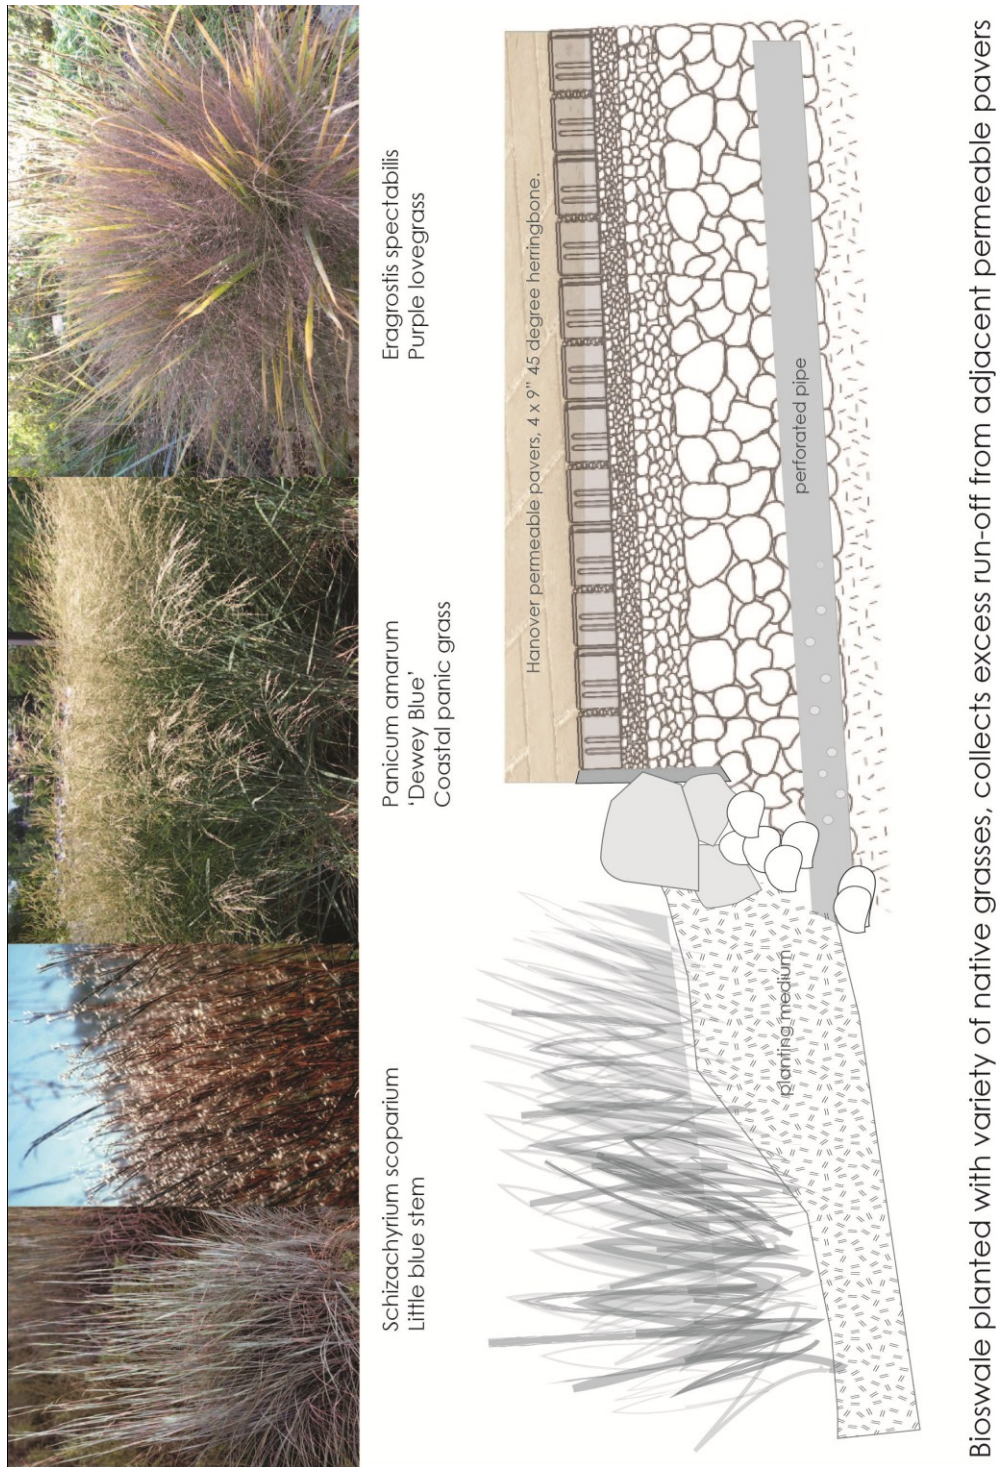 Schizachyrium scoparium
Little blue stem
Panicum amarum
'Dewey Blue'
Coastal panic grass
Eragrostis spectabilis
Purple lovegrass
Hanover permeable pavers, 4 x 9" 45 degree herringbone.
perforated pipe
planting medium
Bioswale planted with variety of native grasses, collects excess run-off from adjacent permeable pavers